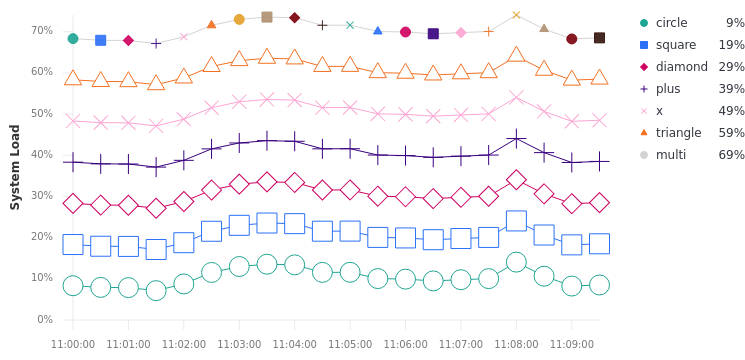 System Load
70%
60%
50%
40%
30%
20%
10%
0%
11:00:00 11:01:00 11:02:00 11:03:00 11:04:00 11:05:00 11:06:00 11:07:00 11:08:00 11:09:00
circle 9%
square 19%
diamond 29%
plus 39%
x 49%
triangle 59%
multi 69%